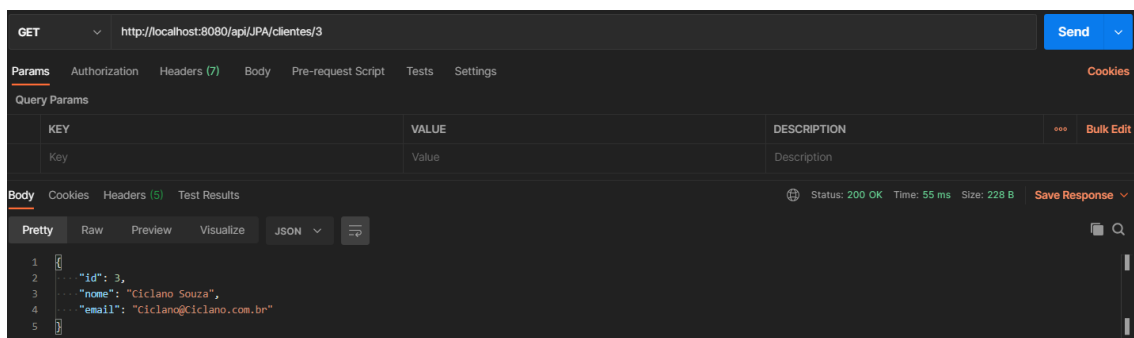 GET http://localhost:8080/api/JPA/clientes/3 Send
Params Authorization Headers (7) Body Pre-request Script Tests Settings Cookies
Query Params
KEY VALUE DESCRIPTION ooo Bulk Edit
Key Value Description
Body Cookies Headers (5) Test Results Status: 200 OK Time: 55 ms Size: 228 B Save Response
Pretty Raw Preview Visualize JSON
1 {
2 ····"id": 3,
3 ····"nome": "Ciclano Souza",
4 ····"email": "Ciclano@Ciclano.com.br"
5 }